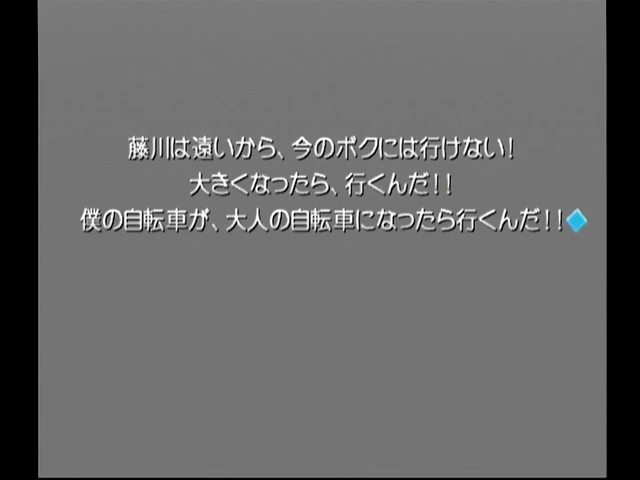 藤川は遠いから、今のボクには行けない！
大きくなったら、行くんだ！！
僕の自転車が、大人の自転車になったら行くんだ！！